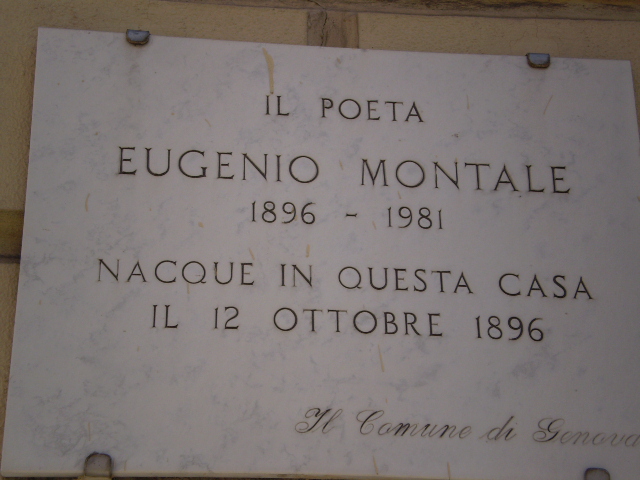 IL POETA
EUGENIO MONTALE
1896 - 1981
NACQUE IN QUESTA CASA
IL 12 OTTOBRE 1896
Il Comune di Genova